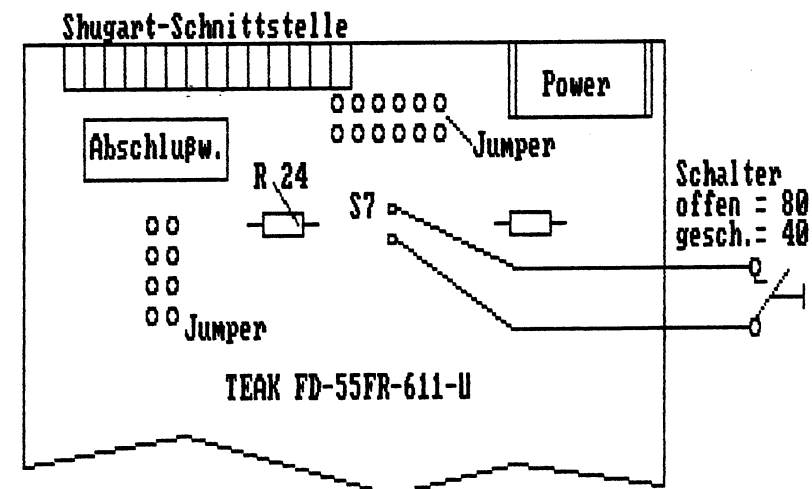 Shugart-Schnittstelle
Power
Jumper
Abschlußw.
R 24
S7
Schalter
offen = 80
gesch.= 40
Jumper
TEAK FD-55FR-611-U